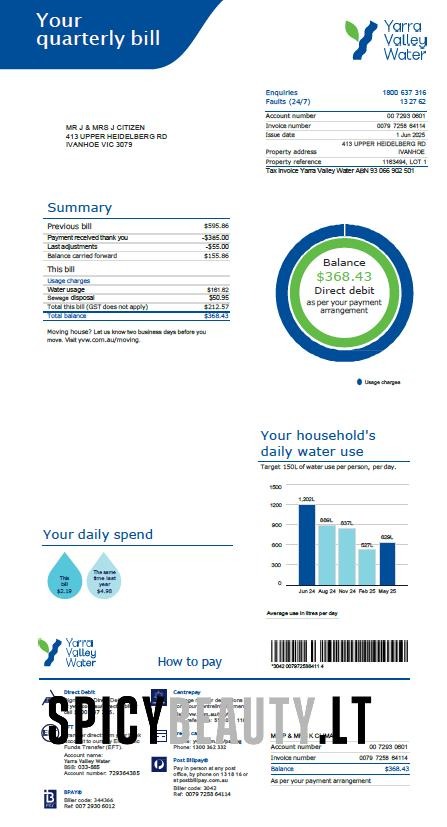 Your
quarterly bill
Yarra
Valley
Water
Enquiries 1800 637 316
Faults (24/7) 13 27 62
Account number 00 7293 0601
Invoice number 0079 7258 64114
Issue date 1 Jun 2025
413 UPPER HEIDELBERG RD
Property address IVANHOE
Property reference 1163494, LOT 1
Tax Invoice Yarra Valley Water ABN 93 066 902 501
MR J & MRS J CITIZEN
413 UPPER HEIDELBERG RD
IVANHOE VIC 3079
Summary
Previous bill $595.86
Payment received thank you -$385.00
Last adjustments -$55.00
Balance carried forward $155.86
This bill
Usage charges
Water usage $161.62
Sewage disposal $50.95
Total this bill (GST does not apply) $212.57
Total balance $368.43
Moving house? Let us know two business days before you
move. Visit yvw.com.au/moving.
Balance
$368.43
Direct debit
as per your payment
arrangement
Usage charges
Your household's
daily water use
Target 150L of water use per person, per day.
1500
1200
900
600
300
0
1,202L
889L
837L
527L
629L
Jun 24 Aug 24 Nov 24 Feb 25 May 25
Average use in litres per day
Your daily spend
This
bill
$2.19
The same
time last
year
$4.98
Yarra
Valley
Water
How to pay
*3042 007972588411 4
Direct Debit
Funds Transfer (EFT).
Account name:
Yarra Valley Water
BSB: 033-885
Account number: 729364385
BPAY®
Biller code: 344366
Ref: 007 2930 6012
Centrepay
Phone: 1300 362 332
Post Billpay®
Pay in person at any post
office, by phone on 13 18 16 or
at postbillpay.com.au
Biller code: 3042
Ref: 0079 7258 64114
SPICYBEAUTY.LT
Account number 00 7293 0601
Invoice number 0079 7258 64114
Balance $368.43
As per your payment arrangement